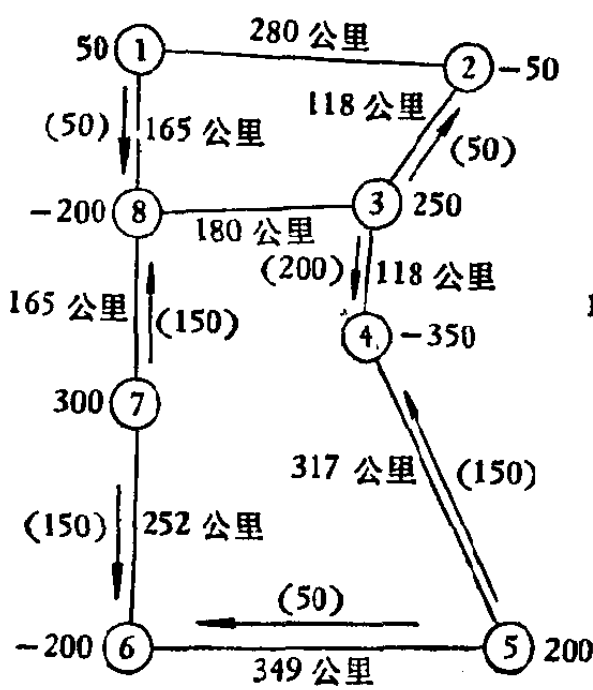 280 公里
50 1
2 -50
(50) 165 公里
118 公里
(50)
-200 8
3 250
180 公里
(200) 118 公里
165 公里 (150)
4 -350
300 7
317 公里 (150)
(150) 252 公里
(50)
-200 6
5 200
349 公里